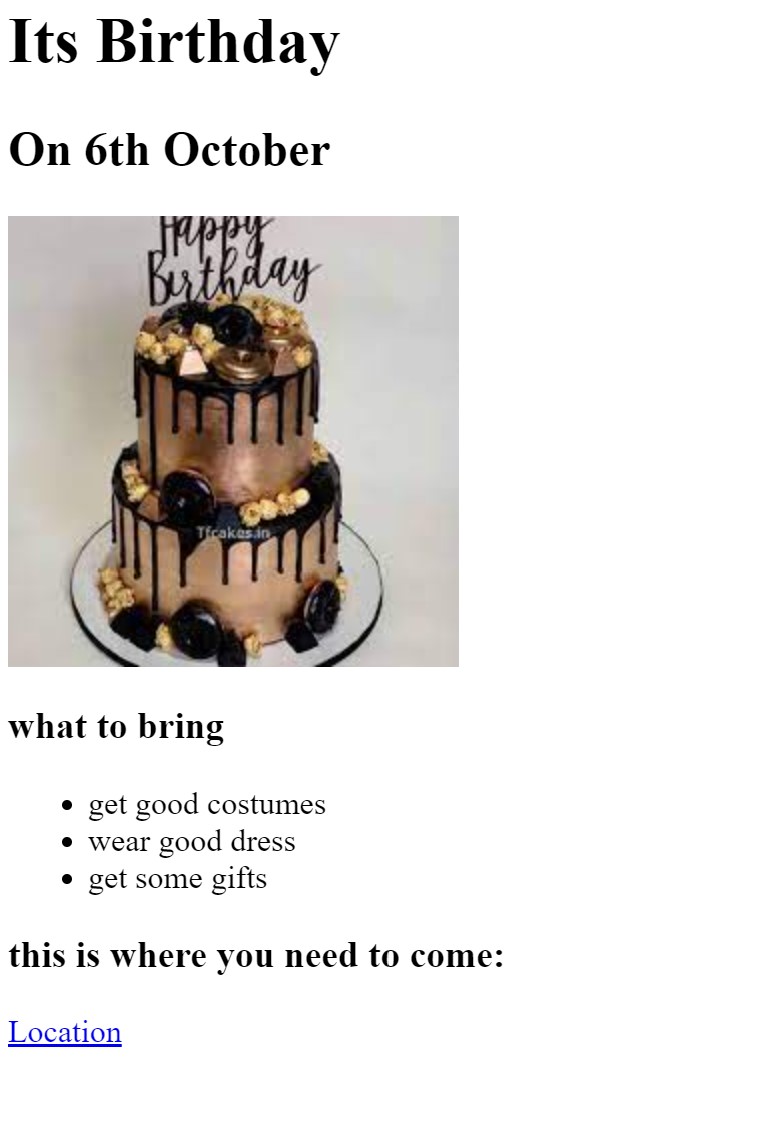 Its Birthday
On 6th October
Happy
Birthday
Tfcakes.in
what to bring
get good costumes
wear good dress
get some gifts
this is where you need to come:
Location